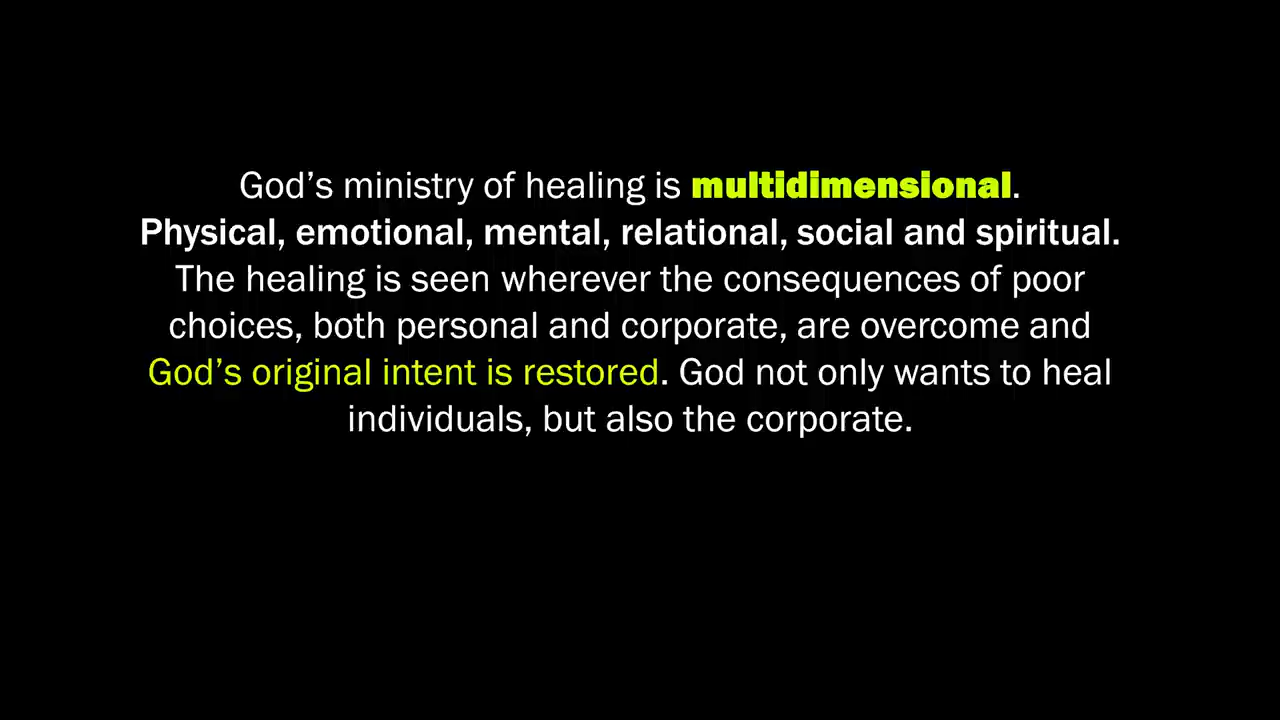 God’s ministry of healing is multidimensional.
Physical, emotional, mental, relational, social and spiritual.
The healing is seen wherever the consequences of poor
choices, both personal and corporate, are overcome and
God’s original intent is restored. God not only wants to heal
individuals, but also the corporate.